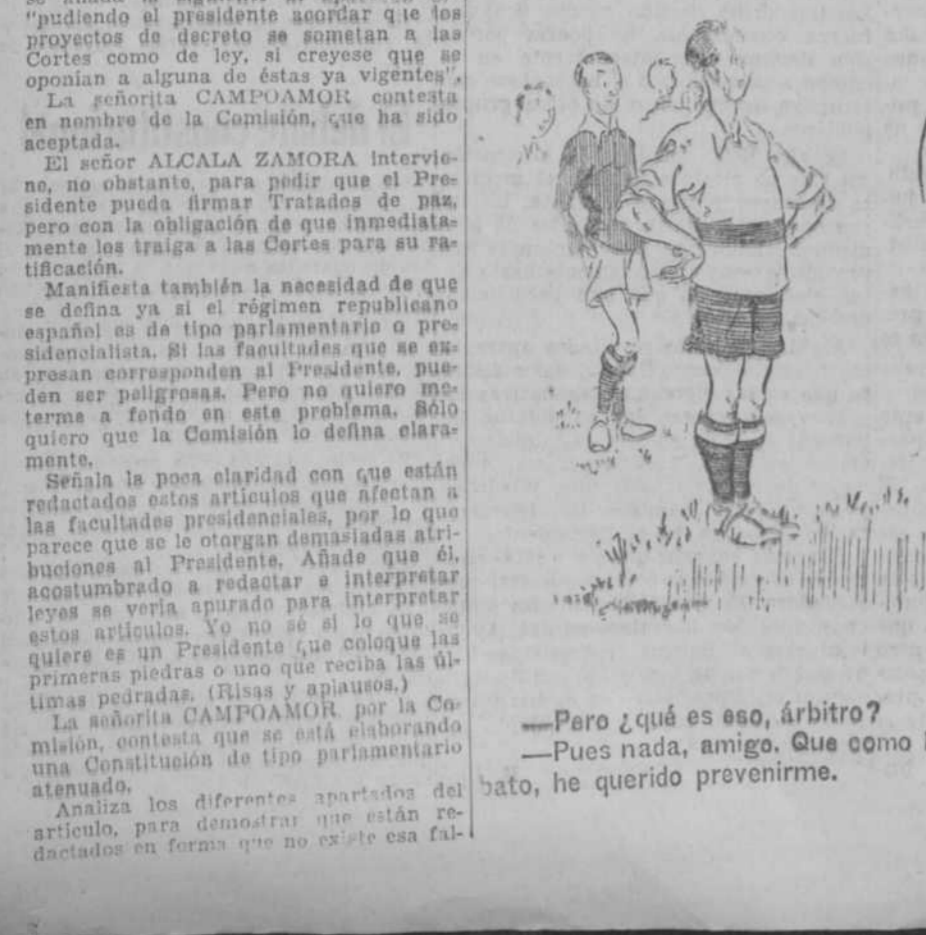 "pudiendo el presidente acordar que los
proyectos de decreto se sometan a las
Cortes como de ley, si creyese que se
oponían a alguna de éstas ya vigentes".
La señorita CAMPOAMOR contesta
en nombre de la Comisión, que ha sido
aceptada.
El señor ALCALA ZAMORA intervie-
ne, no obstante, para pedir que el Pre-
sidente pueda firmar Tratados de paz,
pero con la obligación de que inmediata-
mente los traiga a las Cortes para su ra-
tificación.
Manifiesta también la necesidad de que
se defina ya si el régimen republicano
español es de tipo parlamentario o pre-
sidencialista. Si las facultades que se ex-
presan corresponden al Presidente, pue-
den ser peligrosas. Pero no quiero me-
terme a fondo en este problema. Sólo
quiero que la Comisión lo defina clara-
mente.
Señala la poca claridad con que están
redactados estos artículos que afectan a
las facultades presidenciales, por lo que
parece que se le otorgan demasiadas atri-
buciones al Presidente. Añade que él,
acostumbrado a redactar e interpretar
leyes se vería apurado para interpretar
estos artículos. Yo no sé si lo que se
quiere es un Presidente que coloque las
primeras piedras o uno que reciba las úl-
timas pedradas. (Risas y aplausos.)
La señorita CAMPOAMOR, por la Co-
misión, contesta que se está elaborando
una Constitución de tipo parlamentario
atenuado.
Analiza los diferentes apartados del
artículo, para demostrar que están re-
dactados en forma que no existe esa fal-
—Pero ¿qué es eso, árbitro?
—Pues nada, amigo. Que como
bato, he querido prevenirme.